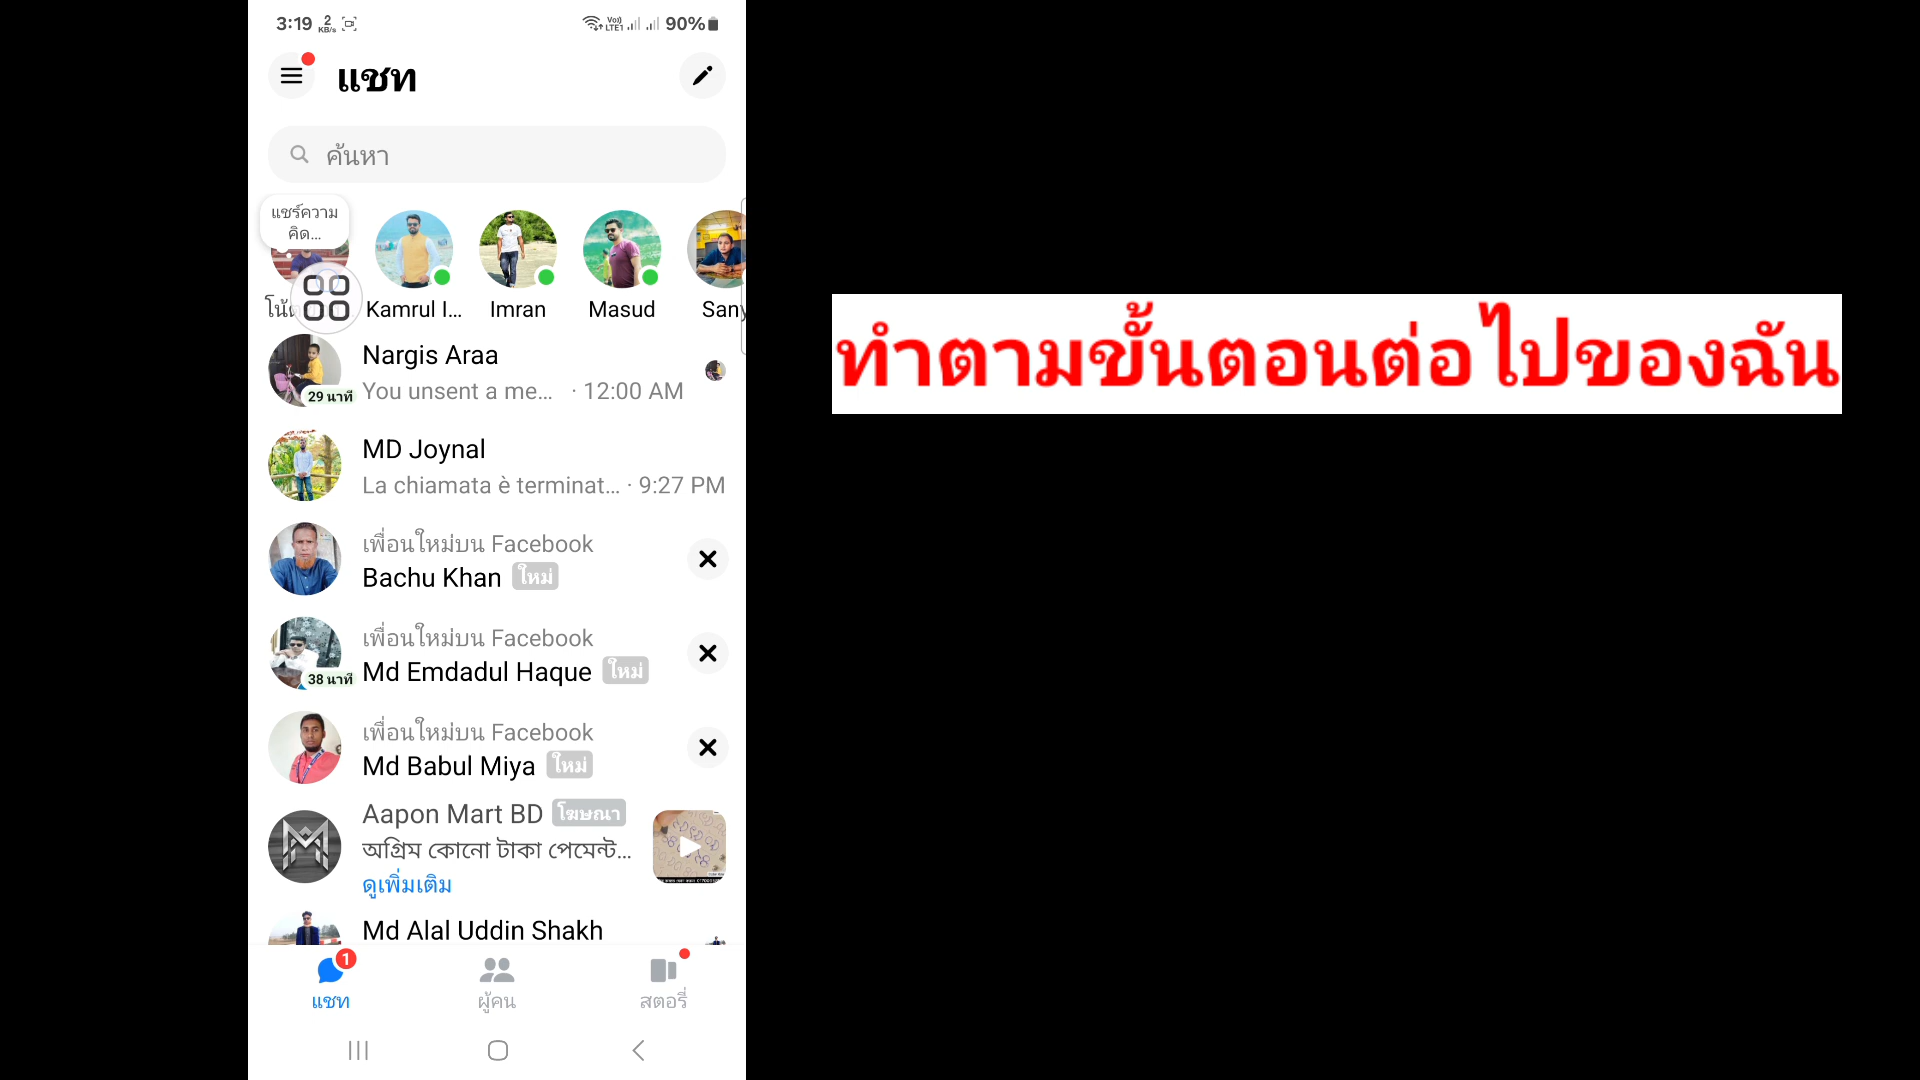 3:19 2 KB/s Vo) LTE1 90%
แชท
ค้นหา
แชร์ความ
คิด...
Kamrul I... Imran Masud Sany
Nargis Araa
You unsent a me... · 12:00 AM
29 นาที
MD Joynal
La chiamata è terminat... · 9:27 PM
เพื่อนใหม่บน Facebook
Bachu Khan ใหม่
เพื่อนใหม่บน Facebook
Md Emdadul Haque ใหม่
38 นาที
เพื่อนใหม่บน Facebook
Md Babul Miya ใหม่
Aapon Mart BD โฆษณา
অগ্রিম কোনো টাকা পেমেন্ট...
ดูเพิ่มเติม
Md Alal Uddin Shakh
1
แชท ผู้คน สตอรี่
ทำตามขั้นตอนต่อไปของฉัน